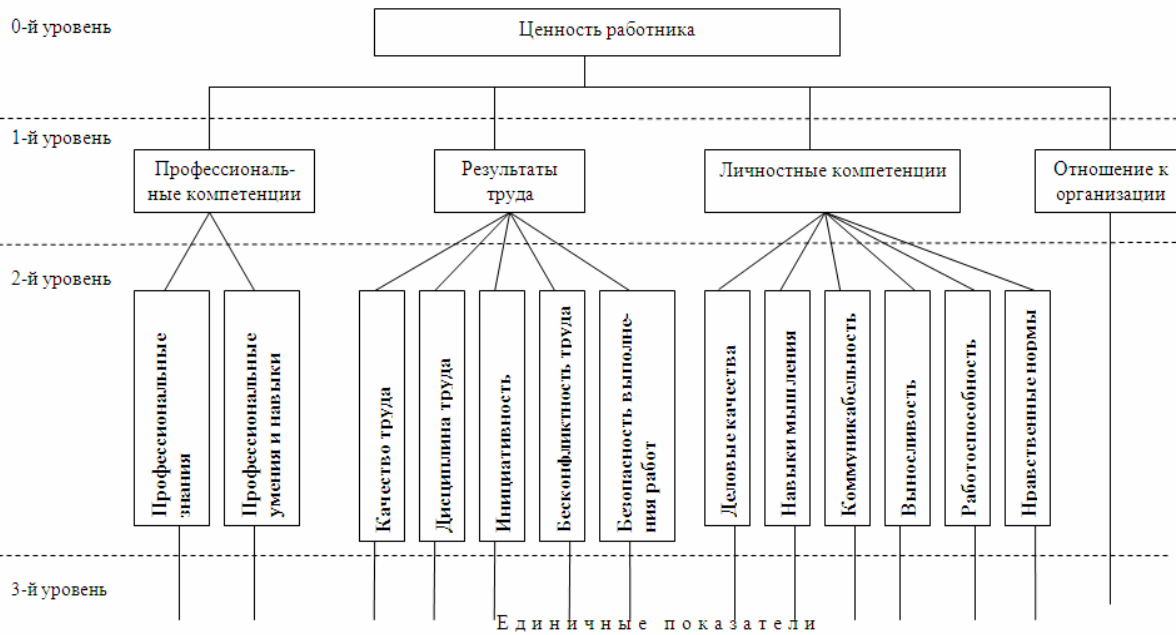 0-й уровень
Ценность работника
1-й уровень
Профессиональ-
ные компетенции
Результаты
труда
Личностные компетенции
Отношение к
организации
2-й уровень
Профессиональные
знания
Профессиональные
умения и навыки
Качество труда
Дисциплина труда
Инициативность
Бесконфликтность труда
Безопасность выполне-
ния работ
Деловые качества
Навыки мышления
Коммуникабельность
Выносливость
Работоспособность
Нравственные нормы
3-й уровень
Единичные показатели